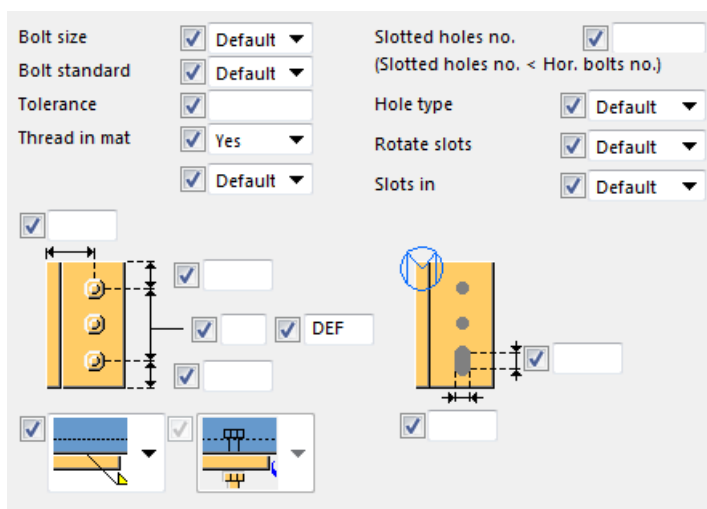 Bolt size Default Slotted holes no.
Bolt standard Default (Slotted holes no. < Hor. bolts no.)
Tolerance Hole type Default
Thread in mat Yes Rotate slots Default
Default Slots in Default
DEF